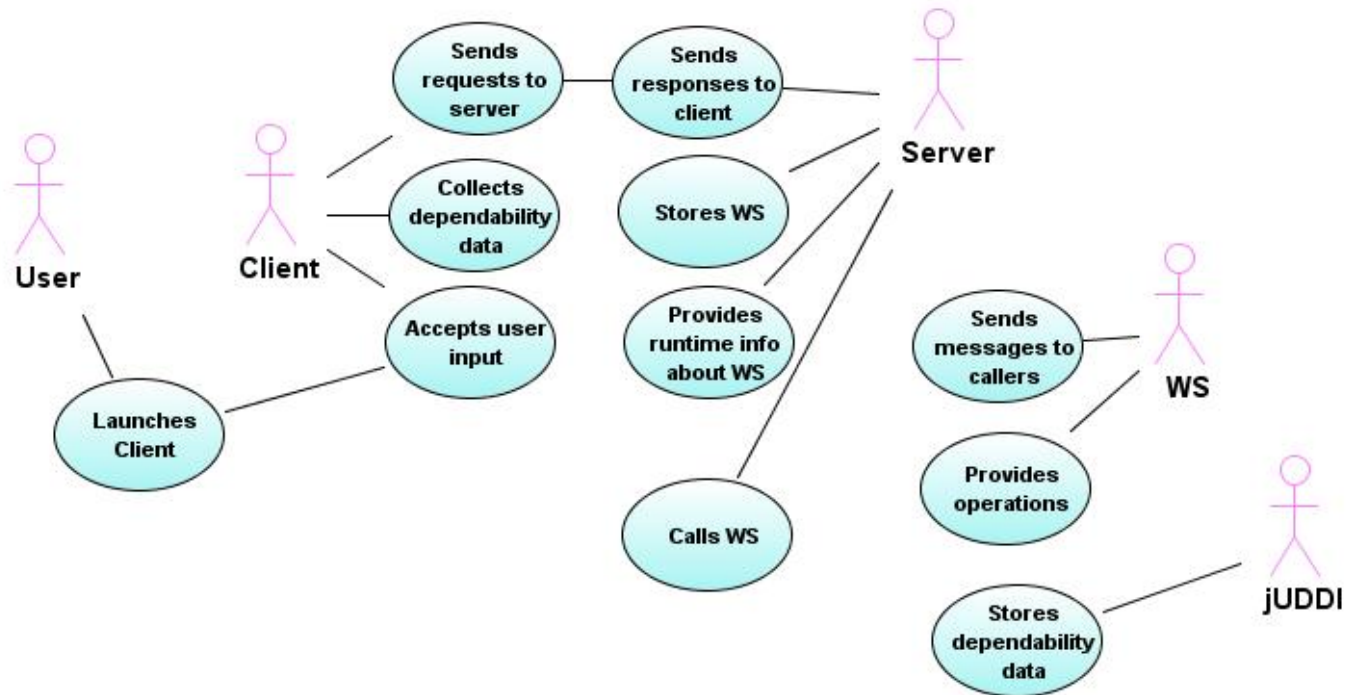 Sends
requests to
server
Sends
responses to
client
Server
Collects
dependability
data
Stores WS
User
Client
Accepts user
input
Provides
runtime info
about WS
Sends
messages to
callers
WS
Launches
Client
Provides
operations
Calls WS
jUDDI
Stores
dependability
data